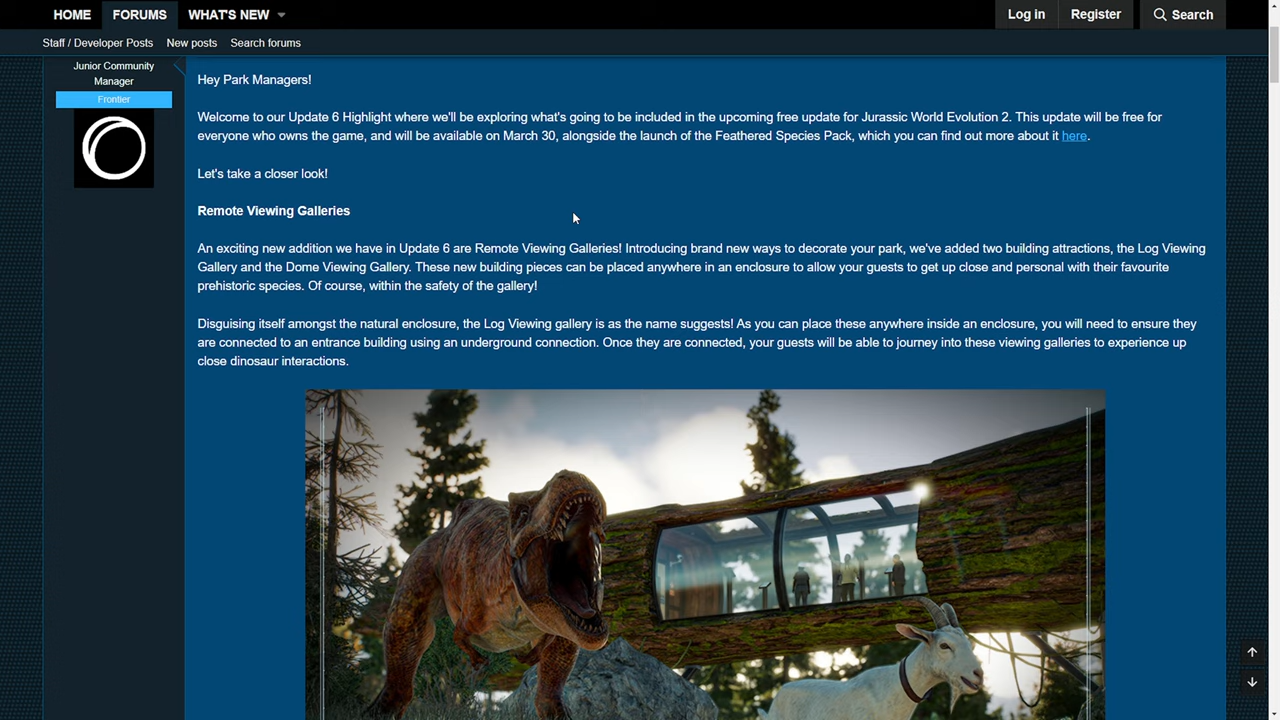 HOME FORUMS WHAT'S NEW Log in Register Search
Staff / Developer Posts New posts Search forums
Junior Community
Manager
Frontier
Hey Park Managers!
Welcome to our Update 6 Highlight where we'll be exploring what's going to be included in the upcoming free update for Jurassic World Evolution 2. This update will be free for
everyone who owns the game, and will be available on March 30, alongside the launch of the Feathered Species Pack, which you can find out more about it here.
Let's take a closer look!
Remote Viewing Galleries
An exciting new addition we have in Update 6 are Remote Viewing Galleries! Introducing brand new ways to decorate your park, we've added two building attractions, the Log Viewing
Gallery and the Dome Viewing Gallery. These new building pieces can be placed anywhere in an enclosure to allow your guests to get up close and personal with their favourite
prehistoric species. Of course, within the safety of the gallery!
Disguising itself amongst the natural enclosure, the Log Viewing gallery is as the name suggests! As you can place these anywhere inside an enclosure, you will need to ensure they
are connected to an entrance building using an underground connection. Once they are connected, your guests will be able to journey into these viewing galleries to experience up
close dinosaur interactions.